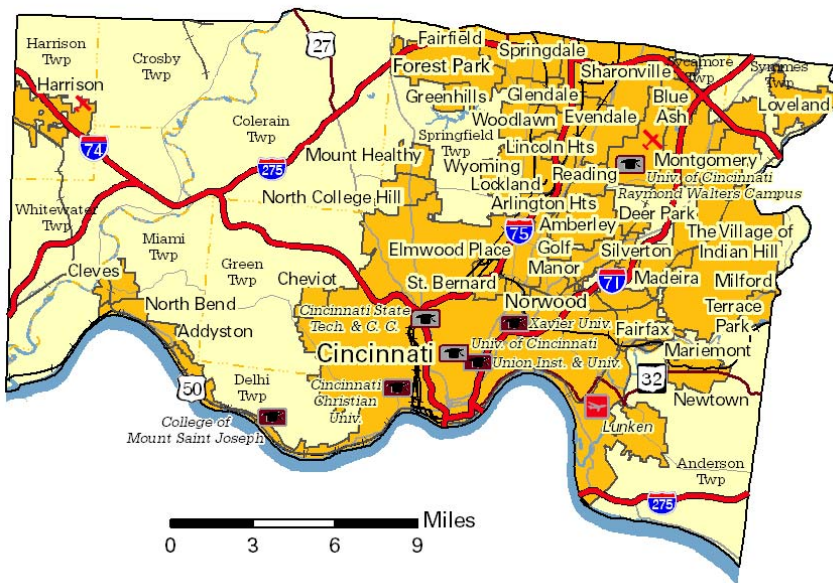 Harrison
Twp
Crosby
Twp
27
Fairfield
Springdale
Forest Park
Sharonville
Sycamore
Twp
Symmes
Twp
Harrison
Greenhills
Glendale
Blue
Ash
Loveland
Colerain
Twp
Woodlawn
Evendale
Springfield
Twp
74
275
Mount Healthy
Lincoln Hts
Wyoming
Reading
Montgomery
Lockland
Univ. of Cincinnati
Raymond Walters Campus
North College Hill
Arlington Hts
Deer Park
Whitewater
Twp
Miami
Twp
75
Amberley
The Village of
Indian Hill
Green
Twp
Elmwood Place
Golf
Manor
Silverton
Cleves
Cheviot
St. Bernard
71
Madeira
Milford
North Bend
Norwood
Terrace
Park
Addyston
Cincinnati State
Tech. & C. C.
Xavier Univ.
Fairfax
Cincinnati
Univ. of Cincinnati
Mariemont
Union Inst. & Univ.
50
Delhi
Twp
Cincinnati
Christian
Univ.
32
Newtown
College of
Mount Saint Joseph
Lunken
Anderson
Twp
275
Miles
0 3 6 9